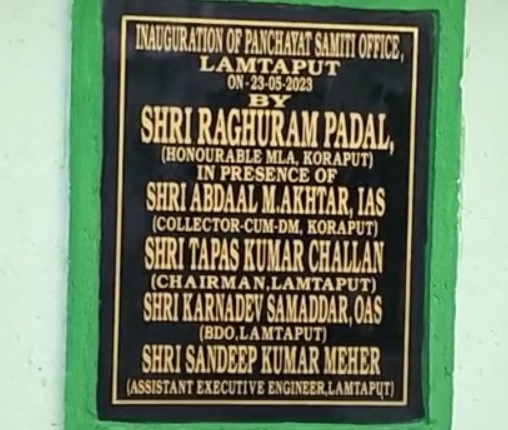 INAUGURATION OF PANCHAYAT SAMITI OFFICE,
LAMTAPUT
ON-23-05-2023
BY
SHRI RAGHURAM PADAL,
(HONOURABLE MLA, KORAPUT)
IN PRESENCE OF
SHRI ABDAAL M.AKHTAR, IAS
(COLLECTOR-CUM-DM, KORAPUT)
SHRI TAPAS KUMAR CHALLAN
(CHAIRMAN,LAMTAPUT)
SHRI KARNADEV SAMADDAR, OAS
(BDO,LAMTAPUT)
SHRI SANDEEP KUMAR MEHER
(ASSISTANT EXECUTIVE ENGINEER,LAMTAPUT)